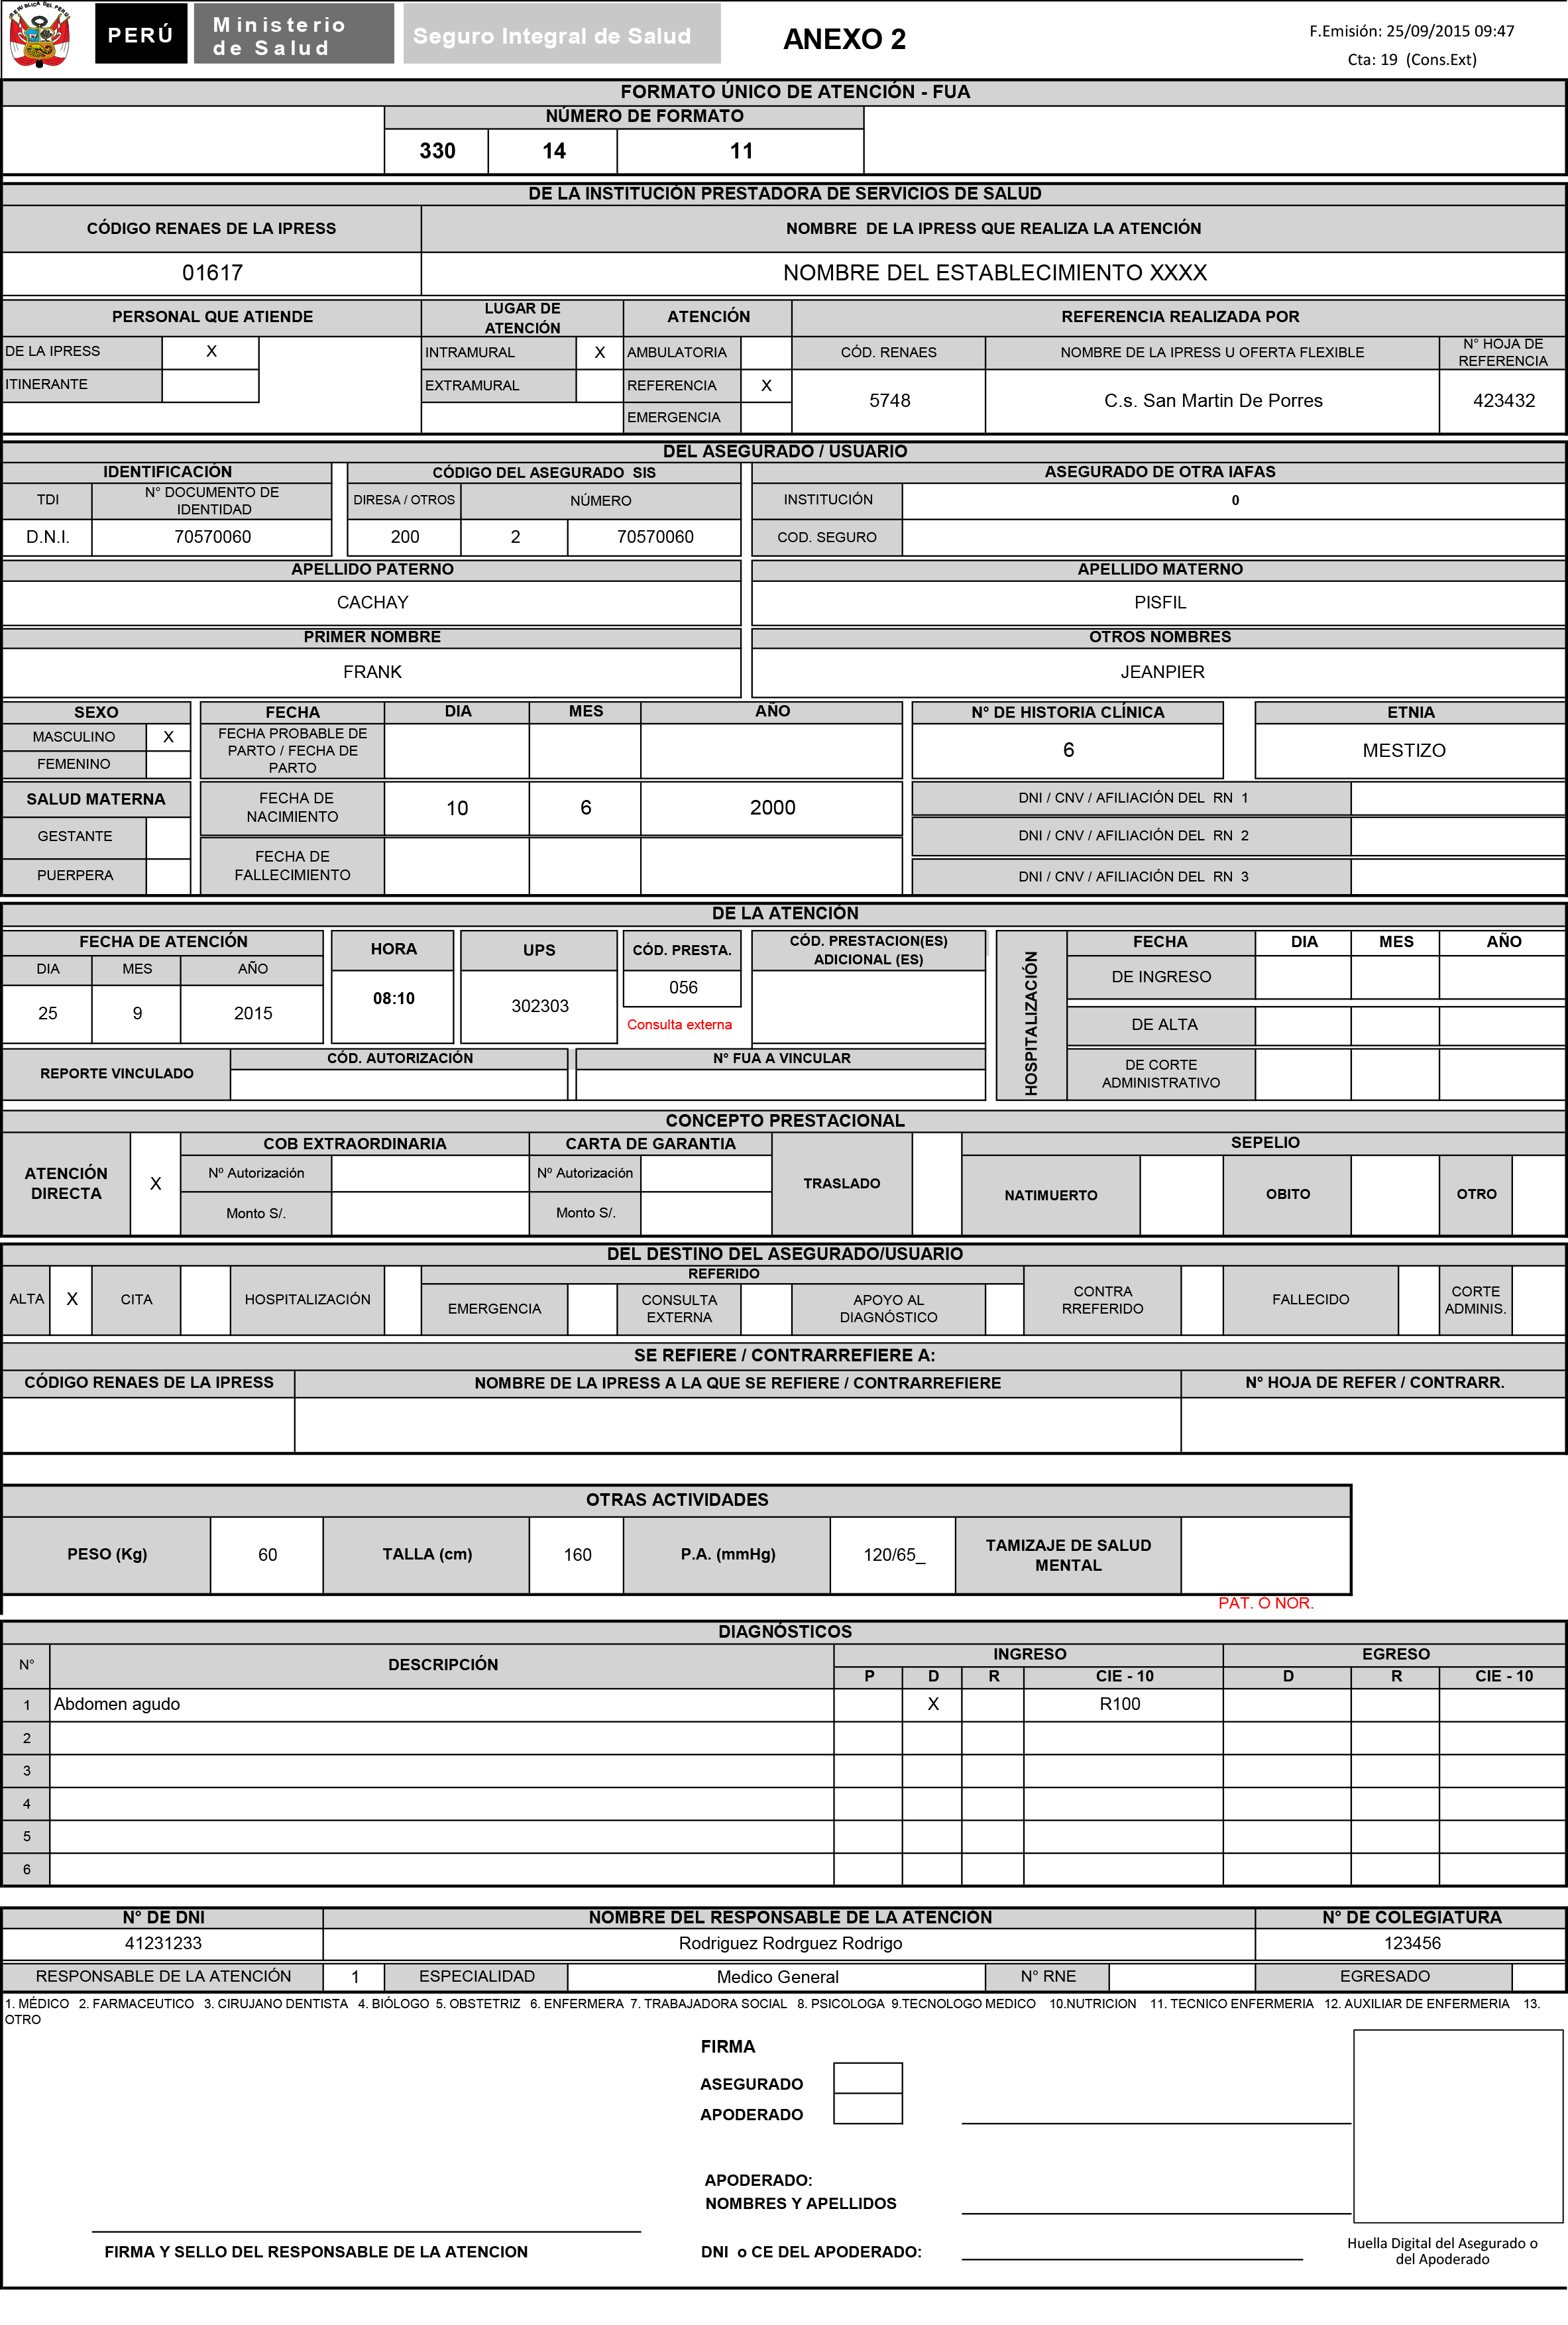 REPUBLICA DEL PERU
PERÚ
Ministerio
de Salud
Seguro Integral de Salud
ANEXO 2
F.Emisión: 25/09/2015 09:47
Cta: 19 (Cons.Ext)
FORMATO ÚNICO DE ATENCIÓN - FUA
NÚMERO DE FORMATO
330 14 11
DE LA INSTITUCIÓN PRESTADORA DE SERVICIOS DE SALUD
CÓDIGO RENAES DE LA IPRESS NOMBRE DE LA IPRESS QUE REALIZA LA ATENCIÓN
01617 NOMBRE DEL ESTABLECIMIENTO XXXX
PERSONAL QUE ATIENDE LUGAR DE ATENCIÓN ATENCIÓN REFERENCIA REALIZADA POR
DE LA IPRESS X INTRAMURAL X AMBULATORIA CÓD. RENAES NOMBRE DE LA IPRESS U OFERTA FLEXIBLE N° HOJA DE REFERENCIA
ITINERANTE EXTRAMURAL REFERENCIA X 5748 C.s. San Martin De Porres 423432
EMERGENCIA
DEL ASEGURADO / USUARIO
IDENTIFICACIÓN CÓDIGO DEL ASEGURADO SIS ASEGURADO DE OTRA IAFAS
TDI N° DOCUMENTO DE IDENTIDAD DIRESA / OTROS NÚMERO INSTITUCIÓN 0
D.N.I. 70570060 200 2 70570060 COD. SEGURO
APELLIDO PATERNO APELLIDO MATERNO
CACHAY PISFIL
PRIMER NOMBRE OTROS NOMBRES
FRANK JEANPIER
SEXO FECHA DIA MES AÑO N° DE HISTORIA CLÍNICA ETNIA
MASCULINO X FECHA PROBABLE DE PARTO / FECHA DE PARTO 6 MESTIZO
FEMENINO
SALUD MATERNA FECHA DE NACIMIENTO 10 6 2000 DNI / CNV / AFILIACIÓN DEL RN 1
GESTANTE DNI / CNV / AFILIACIÓN DEL RN 2
PUERPERA FECHA DE FALLECIMIENTO DNI / CNV / AFILIACIÓN DEL RN 3
DE LA ATENCIÓN
FECHA DE ATENCIÓN HORA UPS CÓD. PRESTA. CÓD. PRESTACION(ES) ADICIONAL (ES) HOSPITALIZACIÓN FECHA DIA MES AÑO
DIA MES AÑO DE INGRESO
25 9 2015 08:10 302303 056
Consulta externa DE ALTA
REPORTE VINCULADO CÓD. AUTORIZACIÓN N° FUA A VINCULAR DE CORTE ADMINISTRATIVO
CONCEPTO PRESTACIONAL
ATENCIÓN DIRECTA X COB EXTRAORDINARIA CARTA DE GARANTIA TRASLADO SEPELIO
Nº Autorización Nº Autorización NATIMUERTO OBITO OTRO
Monto S/. Monto S/.
DEL DESTINO DEL ASEGURADO/USUARIO
ALTA X CITA HOSPITALIZACIÓN REFERIDO CONTRA RREFERIDO FALLECIDO CORTE ADMINIS.
EMERGENCIA CONSULTA EXTERNA APOYO AL DIAGNÓSTICO
SE REFIERE / CONTRARREFIERE A:
CÓDIGO RENAES DE LA IPRESS NOMBRE DE LA IPRESS A LA QUE SE REFIERE / CONTRARREFIERE N° HOJA DE REFER / CONTRARR.
OTRAS ACTIVIDADES
PESO (Kg) 60 TALLA (cm) 160 P.A. (mmHg) 120/65_ TAMIZAJE DE SALUD MENTAL
PAT. O NOR.
DIAGNÓSTICOS
N° DESCRIPCIÓN INGRESO EGRESO
P D R CIE - 10 D R CIE - 10
1 Abdomen agudo X R100
2
3
4
5
6
N° DE DNI NOMBRE DEL RESPONSABLE DE LA ATENCIÓN N° DE COLEGIATURA
41231233 Rodriguez Rodrguez Rodrigo 123456
RESPONSABLE DE LA ATENCIÓN 1 ESPECIALIDAD Medico General N° RNE EGRESADO
1. MÉDICO 2. FARMACEUTICO 3. CIRUJANO DENTISTA 4. BIÓLOGO 5. OBSTETRIZ 6. ENFERMERA 7. TRABAJADORA SOCIAL 8. PSICOLOGA 9.TECNOLOGO MEDICO 10.NUTRICION 11. TECNICO ENFERMERIA 12. AUXILIAR DE ENFERMERIA 13.
OTRO
FIRMA
ASEGURADO
APODERADO
APODERADO:
NOMBRES Y APELLIDOS
FIRMA Y SELLO DEL RESPONSABLE DE LA ATENCION
DNI o CE DEL APODERADO:
Huella Digital del Asegurado o
del Apoderado